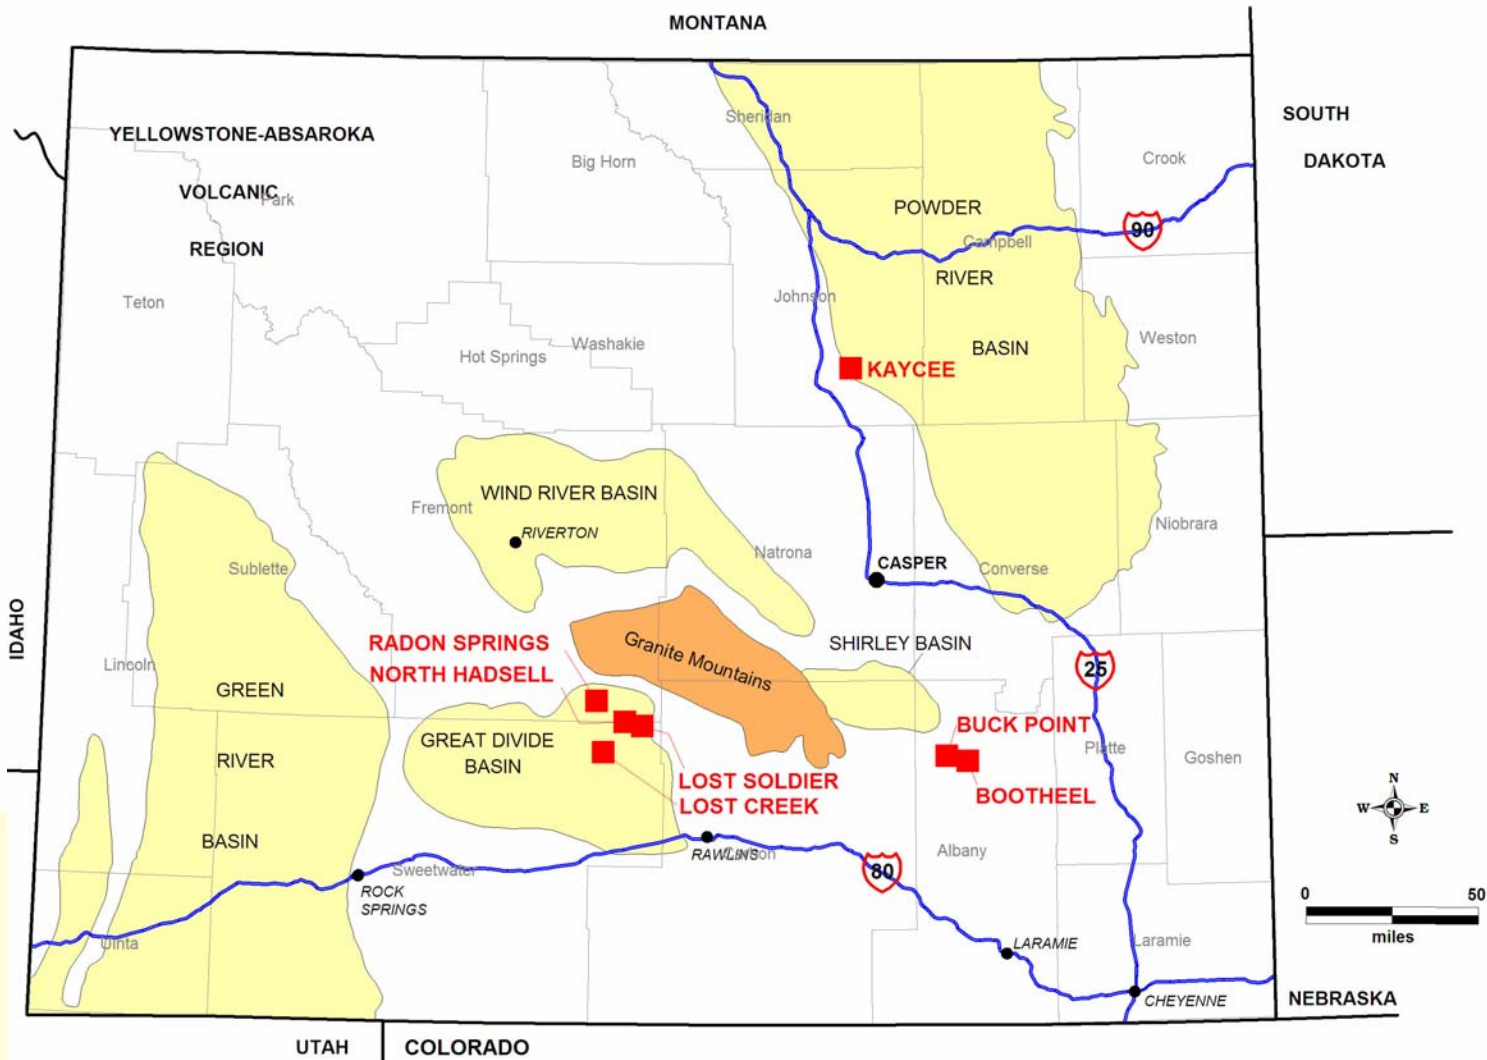 MONTANA
SOUTH
DAKOTA
YELLOWSTONE-ABSAROKA
VOLCANIC
REGION
Park
Big Horn
Sheridan
Crook
POWDER
90
Campbell
RIVER
BASIN
Teton
Johnson
Weston
Hot Springs
Washakie
KAYCEE
WIND RIVER BASIN
Fremont
RIVERTON
Natrona
Niobrara
Sublette
CASPER
Converse
IDAHO
RADON SPRINGS
NORTH HADSELL
Granite Mountains
SHIRLEY BASIN
25
Lincoln
GREEN
RIVER
BASIN
GREAT DIVIDE
BASIN
BUCK POINT
Platte
Goshen
LOST SOLDIER
LOST CREEK
BOOTHEEL
N
W E
S
RAWLINS
Carbon
Albany
80
Sweetwater
ROCK
SPRINGS
0 50
miles
Uinta
LARAMIE
Laramie
CHEYENNE
NEBRASKA
UTAH
COLORADO